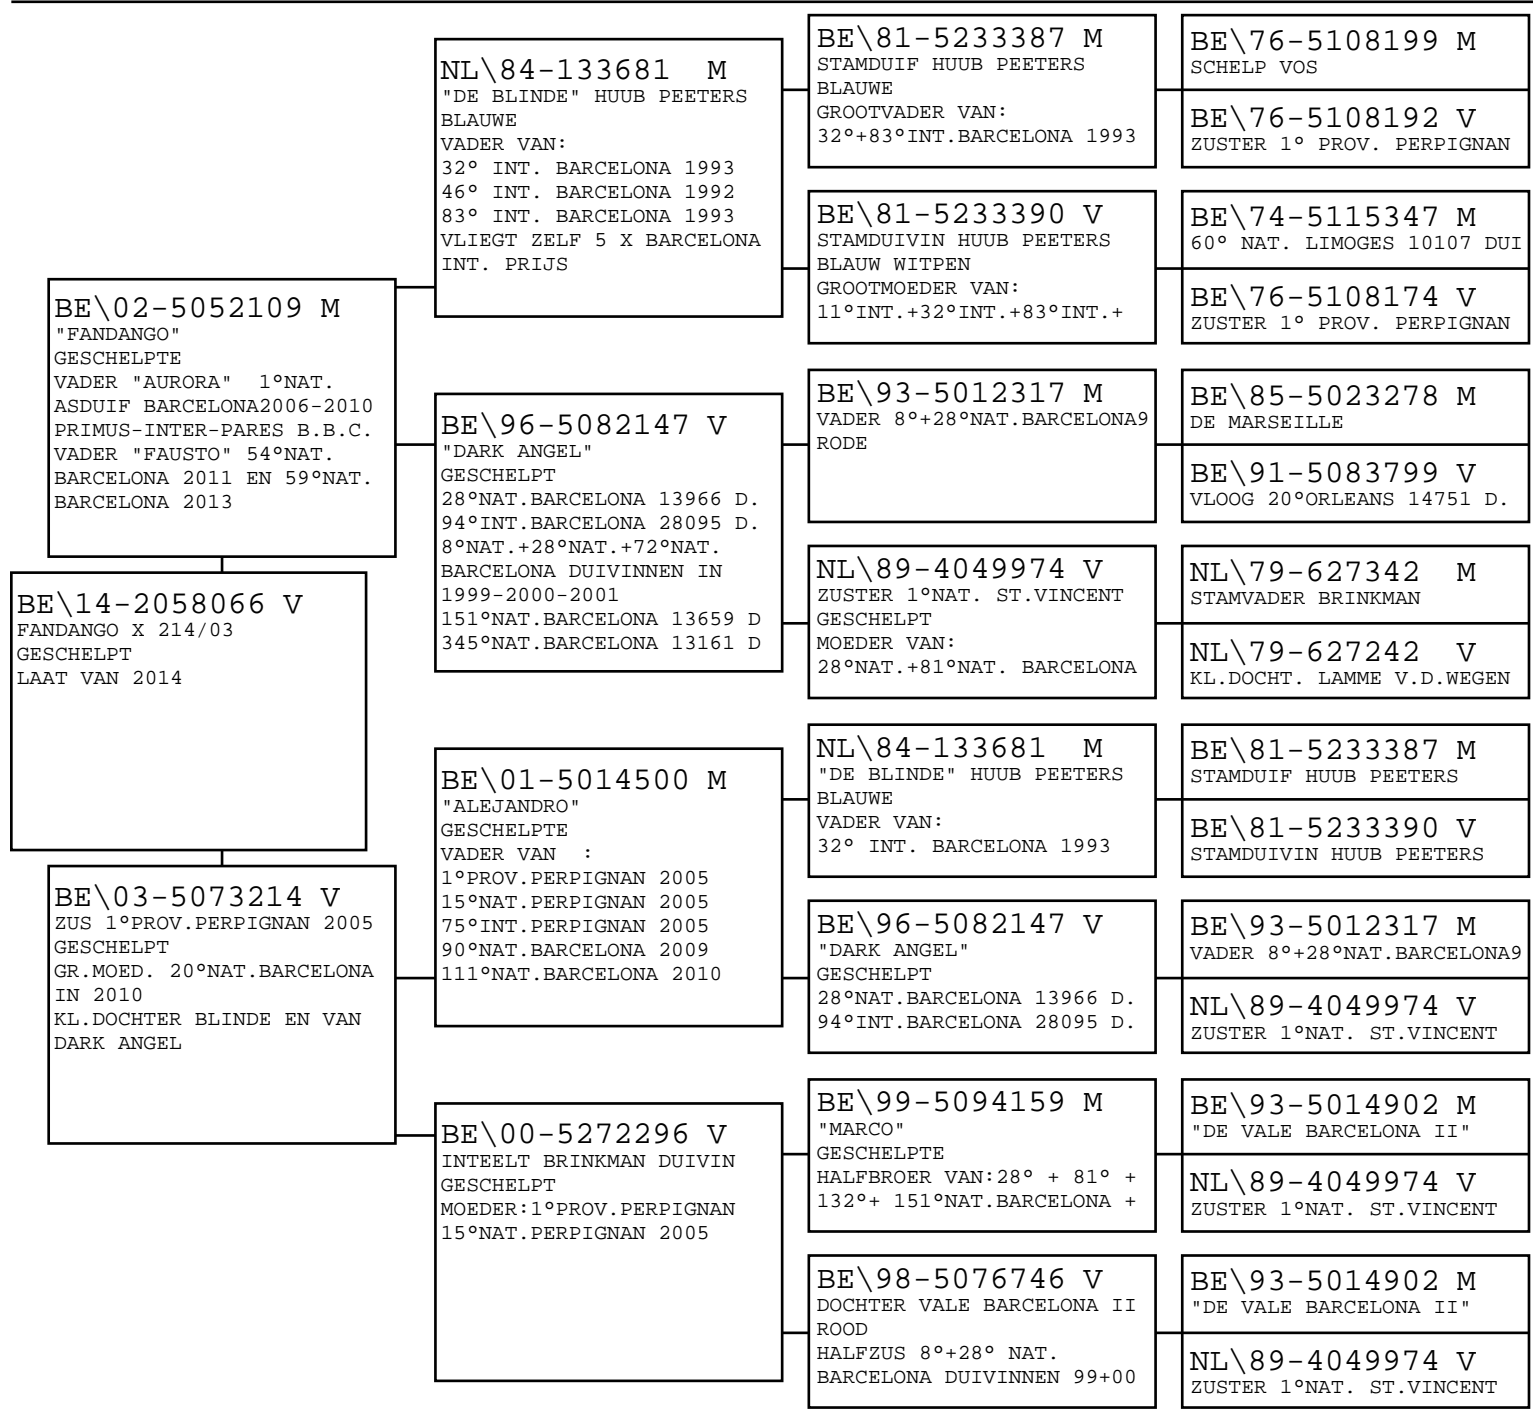 BE\14-2058066 V
FANDANGO X 214/03
GESCHELPT
LAAT VAN 2014
BE\02-5052109 M
"FANDANGO"
GESCHELPTE
VADER "AURORA"  1°NAT.
ASDUIF BARCELONA2006-2010
PRIMUS-INTER-PARES B.B.C.
VADER "FAUSTO" 54°NAT.
BARCELONA 2011 EN 59°NAT.
BARCELONA 2013
BE\03-5073214 V
ZUS 1°PROV.PERPIGNAN 2005
GESCHELPT
GR.MOED. 20°NAT.BARCELONA
IN 2010
KL.DOCHTER BLINDE EN VAN
DARK ANGEL
NL\84-133681  M
"DE BLINDE" HUUB PEETERS
BLAUWE
VADER VAN:
32° INT. BARCELONA 1993
46° INT. BARCELONA 1992
83° INT. BARCELONA 1993
VLIEGT ZELF 5 X BARCELONA
INT. PRIJS
BE\96-5082147 V
"DARK ANGEL"
GESCHELPT
28°NAT.BARCELONA 13966 D.
94°INT.BARCELONA 28095 D.
8°NAT.+28°NAT.+72°NAT.
BARCELONA DUIVINNEN IN
1999-2000-2001
151°NAT.BARCELONA 13659 D
345°NAT.BARCELONA 13161 D
BE\01-5014500 M
"ALEJANDRO"
GESCHELPTE
VADER VAN  :
1°PROV.PERPIGNAN 2005
15°NAT.PERPIGNAN 2005
75°INT.PERPIGNAN 2005
90°NAT.BARCELONA 2009
111°NAT.BARCELONA 2010
BE\00-5272296 V
INTEELT BRINKMAN DUIVIN
GESCHELPT
MOEDER:1°PROV.PERPIGNAN
15°NAT.PERPIGNAN 2005
BE\81-5233387 M
STAMDUIF HUUB PEETERS
BLAUWE
GROOTVADER VAN:
32°+83°INT.BARCELONA 1993
BE\81-5233390 V
STAMDUIVIN HUUB PEETERS
BLAUW WITPEN
GROOTMOEDER VAN:
11°INT.+32°INT.+83°INT.+
BE\93-5012317 M
VADER 8°+28°NAT.BARCELONA9
RODE
NL\89-4049974 V
ZUSTER 1°NAT. ST.VINCENT
GESCHELPT
MOEDER VAN:
28°NAT.+81°NAT. BARCELONA
NL\84-133681  M
"DE BLINDE" HUUB PEETERS
BLAUWE
VADER VAN:
32° INT. BARCELONA 1993
BE\96-5082147 V
"DARK ANGEL"
GESCHELPT
28°NAT.BARCELONA 13966 D.
94°INT.BARCELONA 28095 D.
BE\99-5094159 M
"MARCO"
GESCHELPTE
HALFBROER VAN:28° + 81° +
132°+ 151°NAT.BARCELONA +
BE\98-5076746 V
DOCHTER VALE BARCELONA II
ROOD
HALFZUS 8°+28° NAT.
BARCELONA DUIVINNEN 99+00
BE\76-5108199 M
SCHELP VOS
BE\76-5108192 V
ZUSTER 1° PROV. PERPIGNAN
BE\74-5115347 M
60° NAT. LIMOGES 10107 DUI
BE\76-5108174 V
ZUSTER 1° PROV. PERPIGNAN
BE\85-5023278 M
DE MARSEILLE
BE\91-5083799 V
VLOOG 20°ORLEANS 14751 D.
NL\79-627342  M
STAMVADER BRINKMAN
NL\79-627242  V
KL.DOCHT. LAMME V.D.WEGEN
BE\81-5233387 M
STAMDUIF HUUB PEETERS
BE\81-5233390 V
STAMDUIVIN HUUB PEETERS
BE\93-5012317 M
VADER 8°+28°NAT.BARCELONA9
NL\89-4049974 V
ZUSTER 1°NAT. ST.VINCENT
BE\93-5014902 M
"DE VALE BARCELONA II"
NL\89-4049974 V
ZUSTER 1°NAT. ST.VINCENT
BE\93-5014902 M
"DE VALE BARCELONA II"
NL\89-4049974 V
ZUSTER 1°NAT. ST.VINCENT